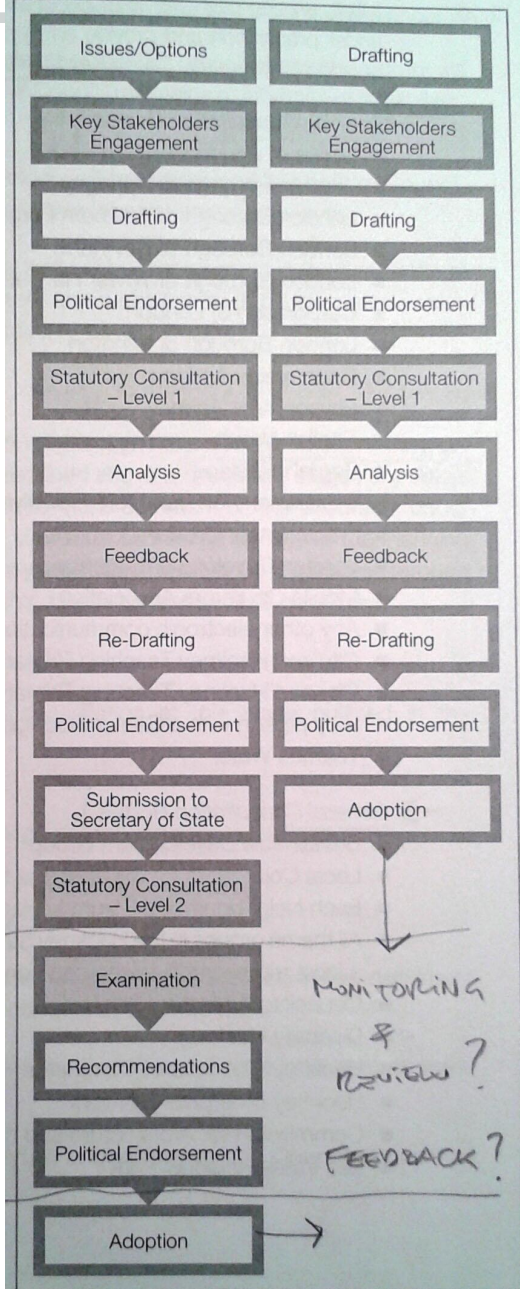 Issues/Options
Key Stakeholders
Engagement
Drafting
Political Endorsement
Statutory Consultation
– Level 1
Analysis
Feedback
Re-Drafting
Political Endorsement
Submission to
Secretary of State
Statutory Consultation
– Level 2
Examination
Recommendations
Political Endorsement
Adoption
Drafting
Key Stakeholders
Engagement
Drafting
Political Endorsement
Statutory Consultation
– Level 1
Analysis
Feedback
Re-Drafting
Political Endorsement
Adoption
MONITORING
&
REVIEW?
FEEDBACK?